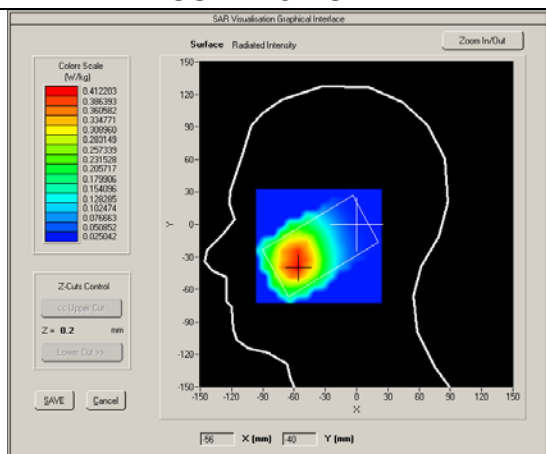 SAR Visualisation Graphical Interface
Surface Radiated Intensity
Zoom In/Out
Colors Scale
(W/kg)
0.412203
0.386393
0.360582
0.334771
0.308960
0.283149
0.257339
0.231528
0.205717
0.179906
0.154096
0.128285
0.102474
0.076663
0.050852
0.025042
Z-Cuts Control
<< Upper Cut
Z = 0.2 mm
Lower Cut >>
SAVE Cancel
150
120
90
60
30
0
-30
-60
-90
-120
-150
Y
-150 -120 -90 -60 -30 0 30 60 90 120 150
X
-56 X (mm) -40 Y (mm)